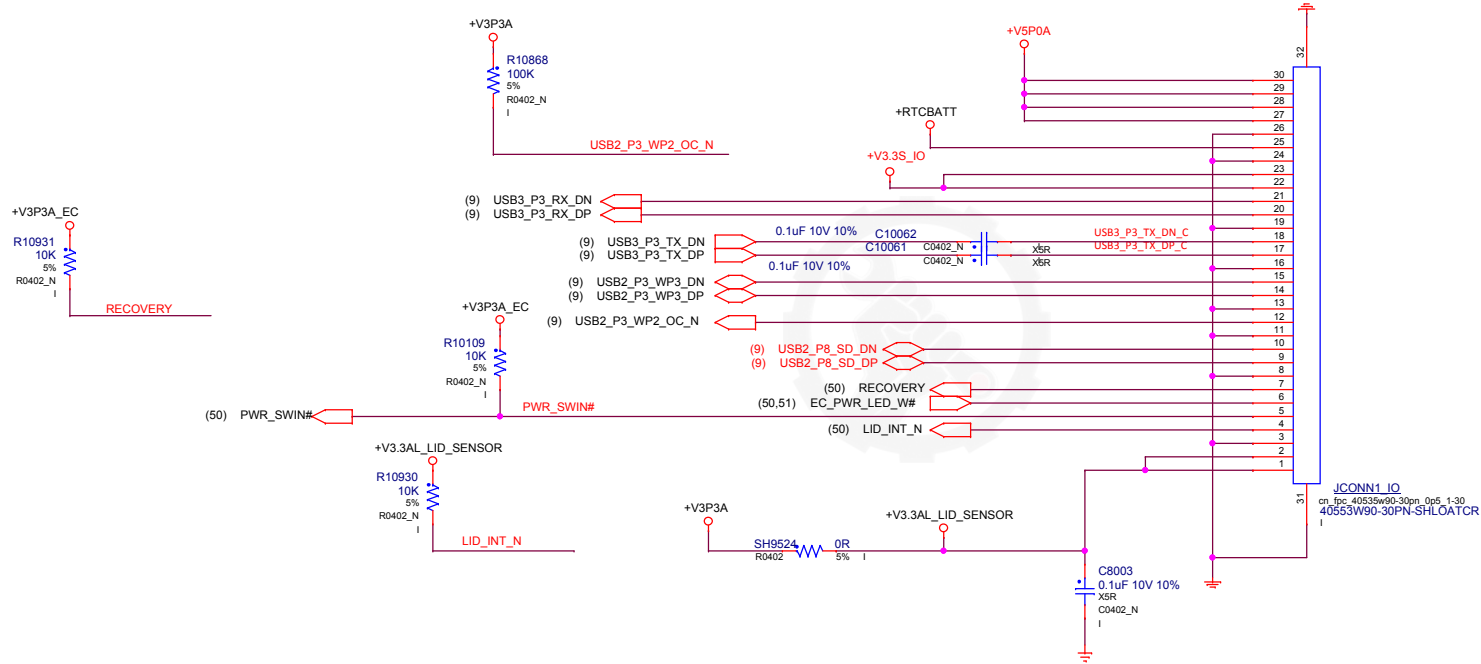 +V3P3A
R10868
100K
5%
R0402_N
I
USB2_P3_WP2_OC_N
+V5P0A
+RTCBATT
+V3.3S_IO
(9) USB3_P3_RX_DN
(9) USB3_P3_RX_DP
(9) USB3_P3_TX_DN
(9) USB3_P3_TX_DP
0.1uF 10V 10%
C10062
C10061
0.1uF 10V 10%
C0402_N
C0402_N
X5R
X5R
USB3_P3_TX_DN_C
USB3_P3_TX_DP_C
(9) USB2_P3_WP3_DN
(9) USB2_P3_WP3_DP
(9) USB2_P3_WP2_OC_N
(9) USB2_P8_SD_DN
(9) USB2_P8_SD_DP
(50) RECOVERY
(50,51) EC_PWR_LED_W#
(50) LID_INT_N
+V3P3A_EC
R10931
10K
5%
R0402_N
I
RECOVERY
+V3P3A_EC
R10109
10K
5%
R0402_N
I
(50) PWR_SWIN#
PWR_SWIN#
+V3.3AL_LID_SENSOR
R10930
10K
5%
R0402_N
I
LID_INT_N
+V3P3A
SH9524
R0402
0R
5%
I
+V3.3AL_LID_SENSOR
C8003
0.1uF 10V 10%
X5R
C0402_N
I
32
30
29
28
27
26
25
24
23
22
21
20
19
18
17
16
15
14
13
12
11
10
9
8
7
6
5
4
3
2
1
31
JCONN1_IO
cn_fpc_40535w90-30pn_0p5_1-30
40553W90-30PN-SHLOATCR
I